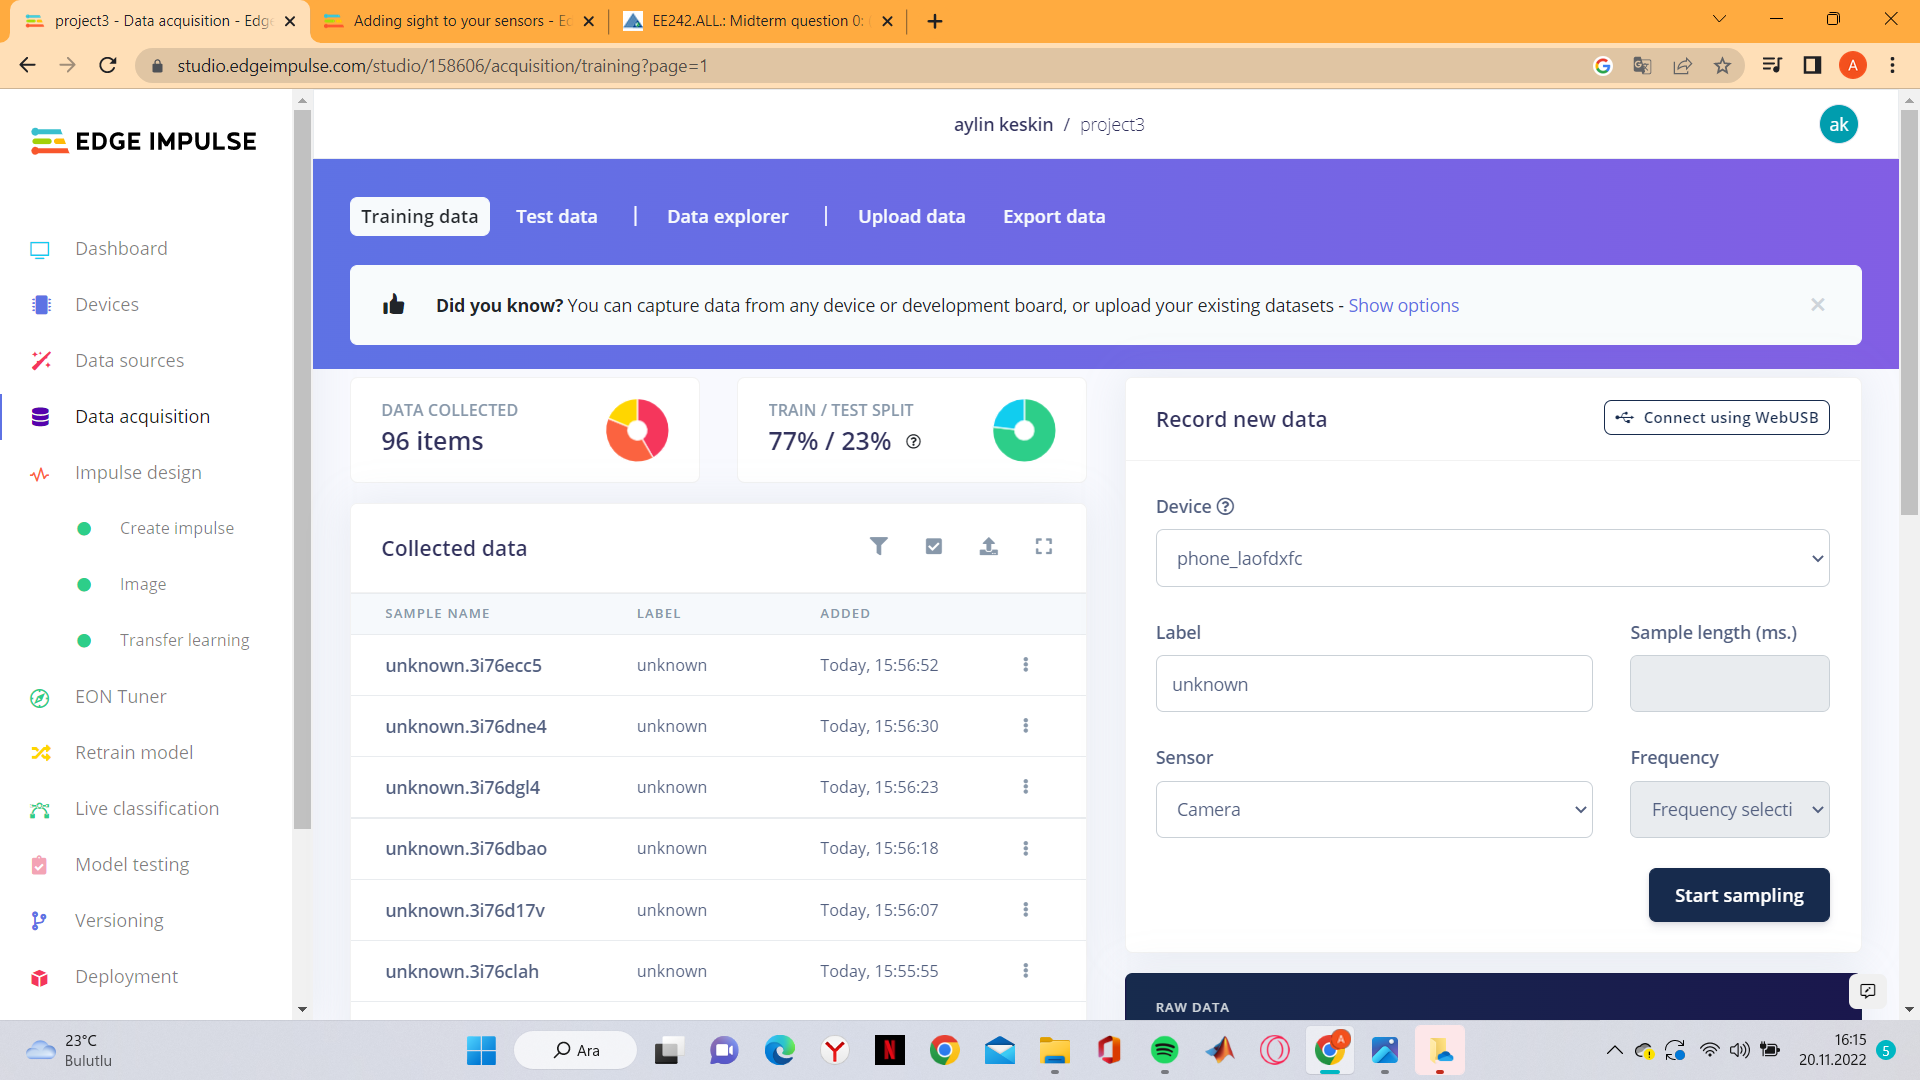 project3 - Data acquisition - Edge
Adding sight to your sensors - Ed
EE242.ALL.: Midterm question 0:
studio.edgeimpulse.com/studio/158606/acquisition/training?page=1
A
EDGE IMPULSE
aylin keskin / project3
ak
Training data
Test data
Data explorer
Upload data
Export data
Did you know? You can capture data from any device or development board, or upload your existing datasets - Show options
Dashboard
Devices
Data sources
Data acquisition
Impulse design
Create impulse
Image
Transfer learning
EON Tuner
Retrain model
Live classification
Model testing
Versioning
Deployment
DATA COLLECTED
96 items
TRAIN / TEST SPLIT
77% / 23%
Collected data
SAMPLE NAME LABEL ADDED
unknown.3i76ecc5 unknown Today, 15:56:52
unknown.3i76dne4 unknown Today, 15:56:30
unknown.3i76dgl4 unknown Today, 15:56:23
unknown.3i76dbao unknown Today, 15:56:18
unknown.3i76d17v unknown Today, 15:56:07
unknown.3i76clah unknown Today, 15:55:55
Record new data
Connect using WebUSB
Device
phone_laofdxfc
Label
Sample length (ms.)
unknown
Sensor
Frequency
Camera
Frequency selecti
Start sampling
RAW DATA
23°C
Bulutlu
Ara
A
16:15
20.11.2022
5